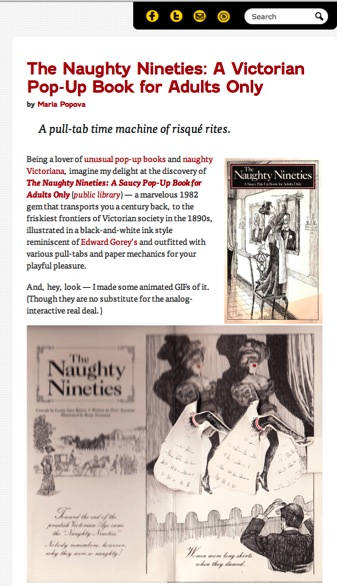 Search
The Naughty Nineties: A Victorian
Pop-Up Book for Adults Only
by Maria Popova
A pull-tab time machine of risqué rites.
Being a lover of unusual pop-up books and naughty
Victoriana, imagine my delight at the discovery of
The Naughty Nineties: A Saucy Pop-Up Book for
Adults Only (public library) — a marvelous 1982
gem that transports you a century back, to the
friskiest frontiers of Victorian society in the 1890s,
illustrated in a black-and-white ink style
reminiscent of Edward Gorey's and outfitted with
various pull-tabs and paper mechanics for your
playful pleasure.
The
Naughty Nineties
A Saucy Pop-Up Book for Adults Only
And, hey, look — I made some animated GIFs of it.
(Though they are no substitute for the analog-
interactive real deal. )
The
Naughty
Nineties
Toward the end of the
prudish Victorian Age came
the "Naughty Nineties."
Nobody remembers, however,
why they were so naughty!
Women wore long skirts
when they danced.